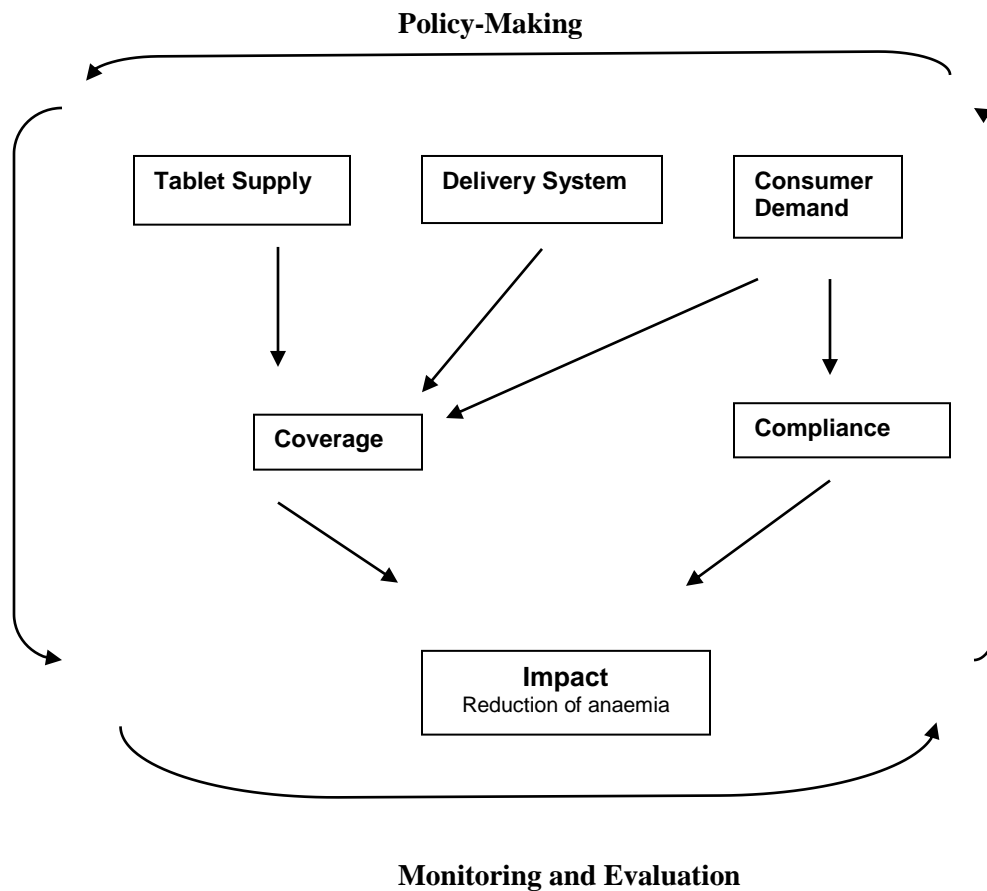 Policy-Making
Tablet Supply
Delivery System
Consumer
Demand
Coverage
Compliance
Impact
Reduction of anaemia
Monitoring and Evaluation